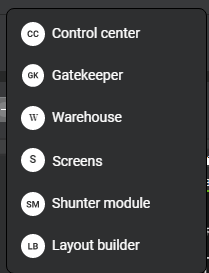 CC Control center
GK Gatekeeper
W Warehouse
S Screens
SM Shunter module
LB Layout builder